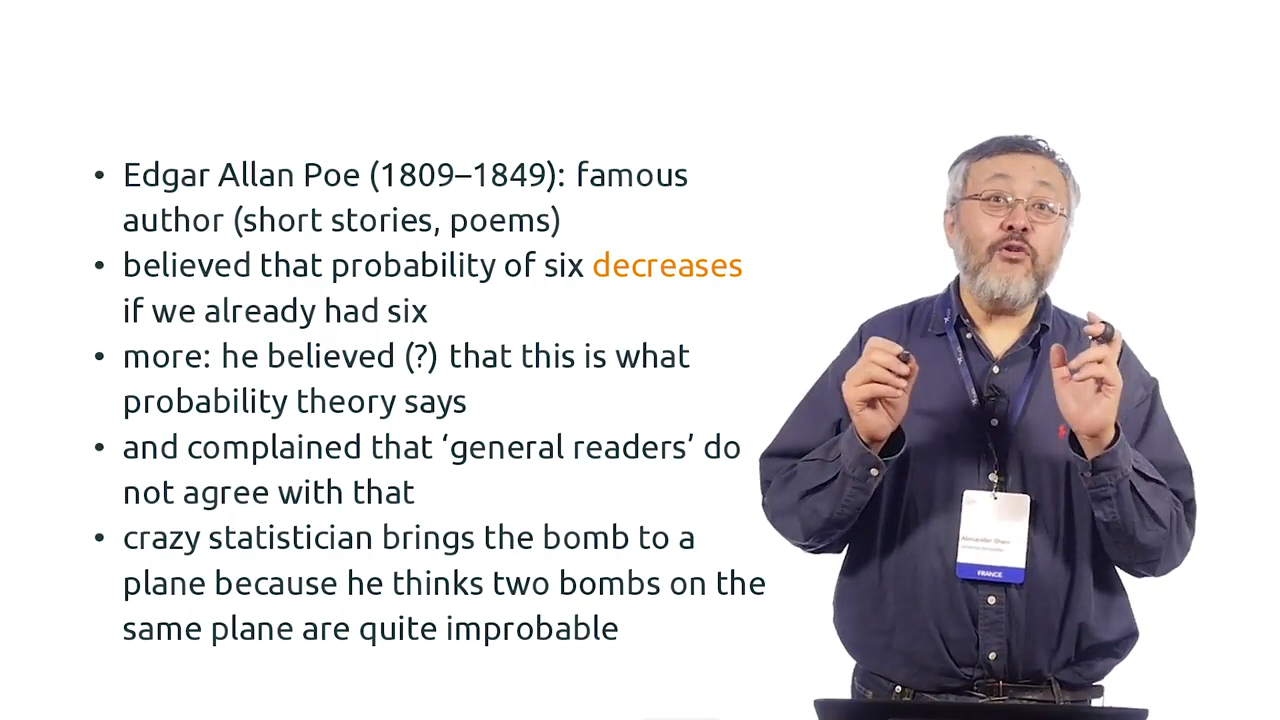 • Edgar Allan Poe (1809–1849): famous
author (short stories, poems)
• believed that probability of six decreases
if we already had six
• more: he believed (?) that this is what
probability theory says
• and complained that ‘general readers’ do
not agree with that
• crazy statistician brings the bomb to a
plane because he thinks two bombs on the
same plane are quite improbable
Alexander Shen
FRANCE